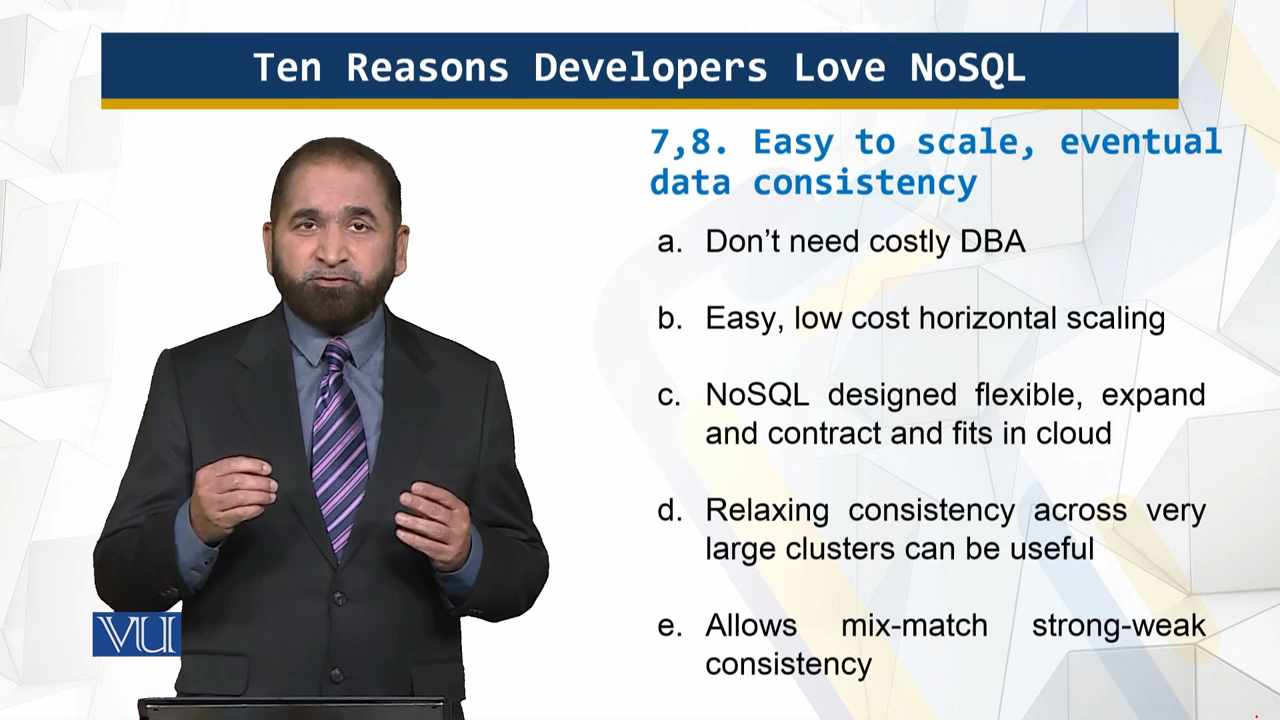 Ten Reasons Developers Love NoSQL
7,8. Easy to scale, eventual
data consistency
a. Don't need costly DBA
b. Easy, low cost horizontal scaling
c. NoSQL designed flexible, expand
and contract and fits in cloud
d. Relaxing consistency across very
large clusters can be useful
e. Allows mix-match strong-weak
consistency
VU